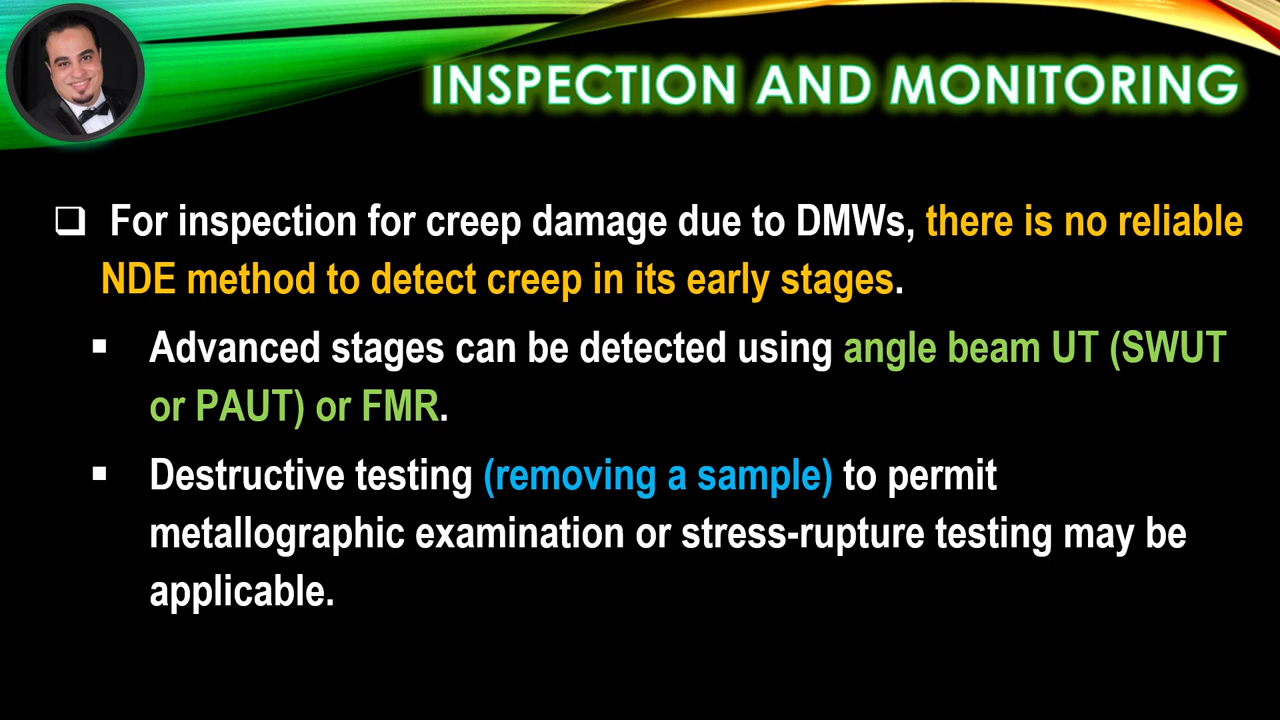 INSPECTION AND MONITORING
For inspection for creep damage due to DMWs, there is no reliable
NDE method to detect creep in its early stages.
Advanced stages can be detected using angle beam UT (SWUT
or PAUT) or FMR.
Destructive testing (removing a sample) to permit
metallographic examination or stress-rupture testing may be
applicable.